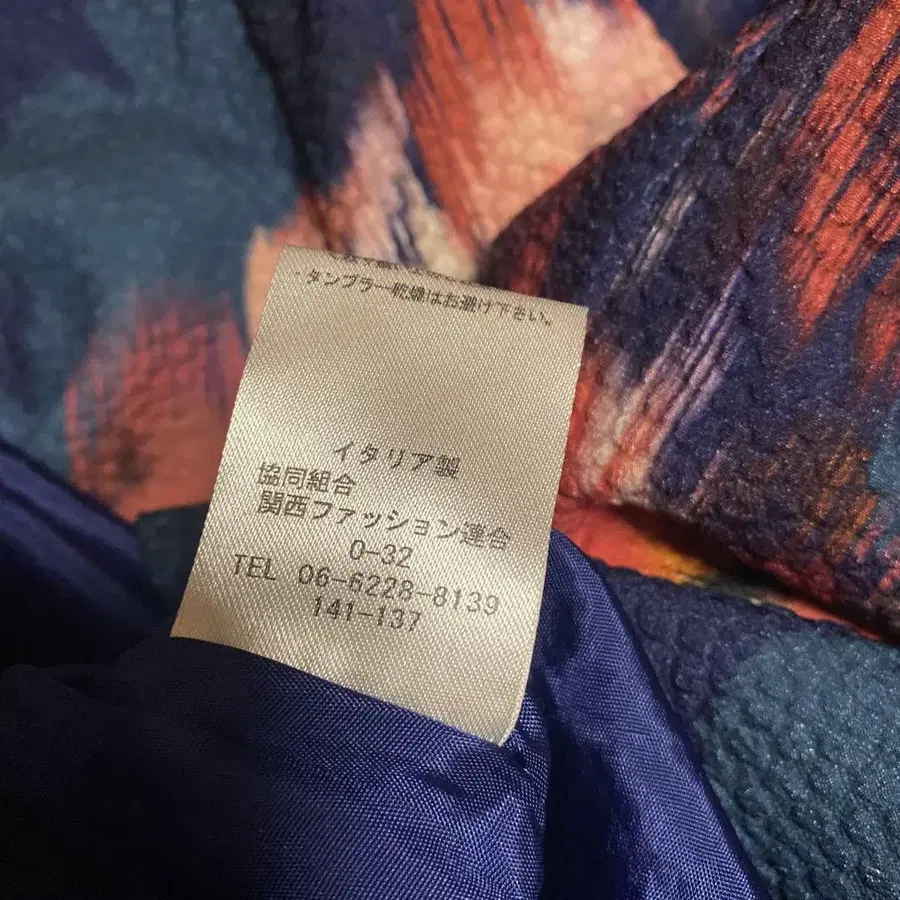 ・タンブラー乾燥はお避け下さい。
イタリア製
協同組合
関西ファッション連合
0-32
TEL 06-6228-8139
141-137